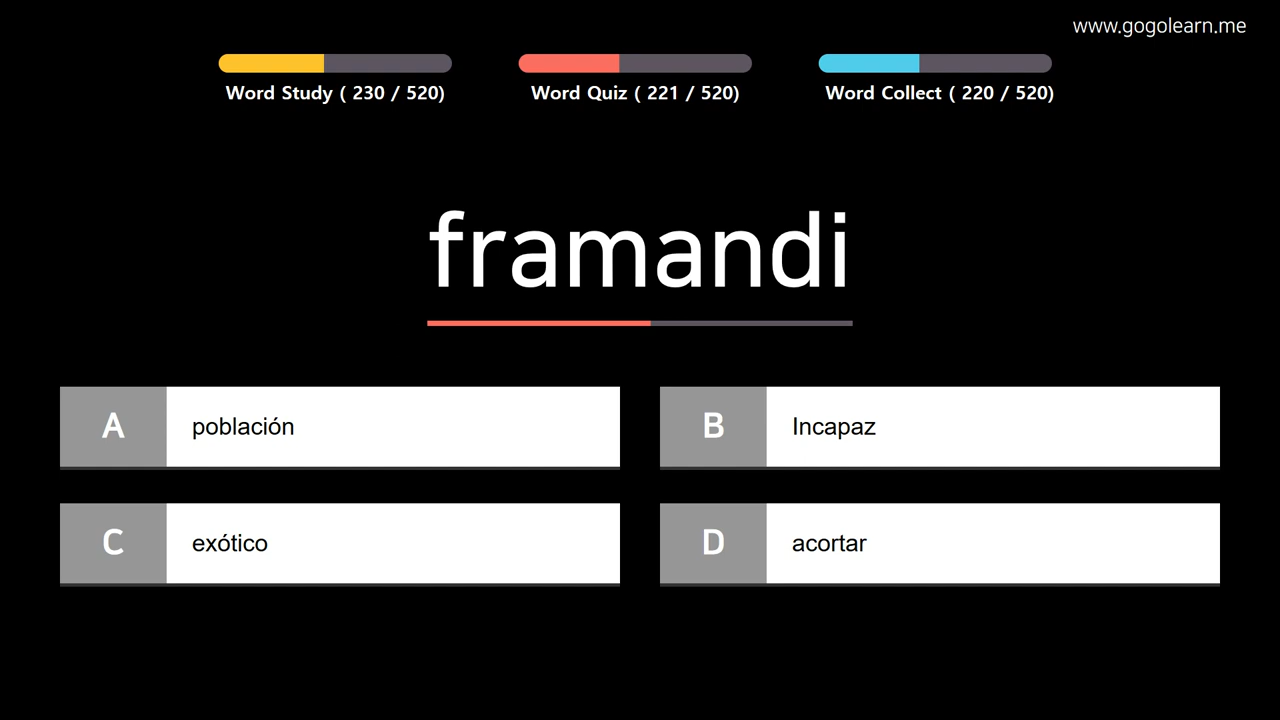 www.gogolearn.me
Word Study ( 230 / 520)
Word Quiz ( 221 / 520)
Word Collect ( 220 / 520)
framandi
A
población
B
Incapaz
C
exótico
D
acortar